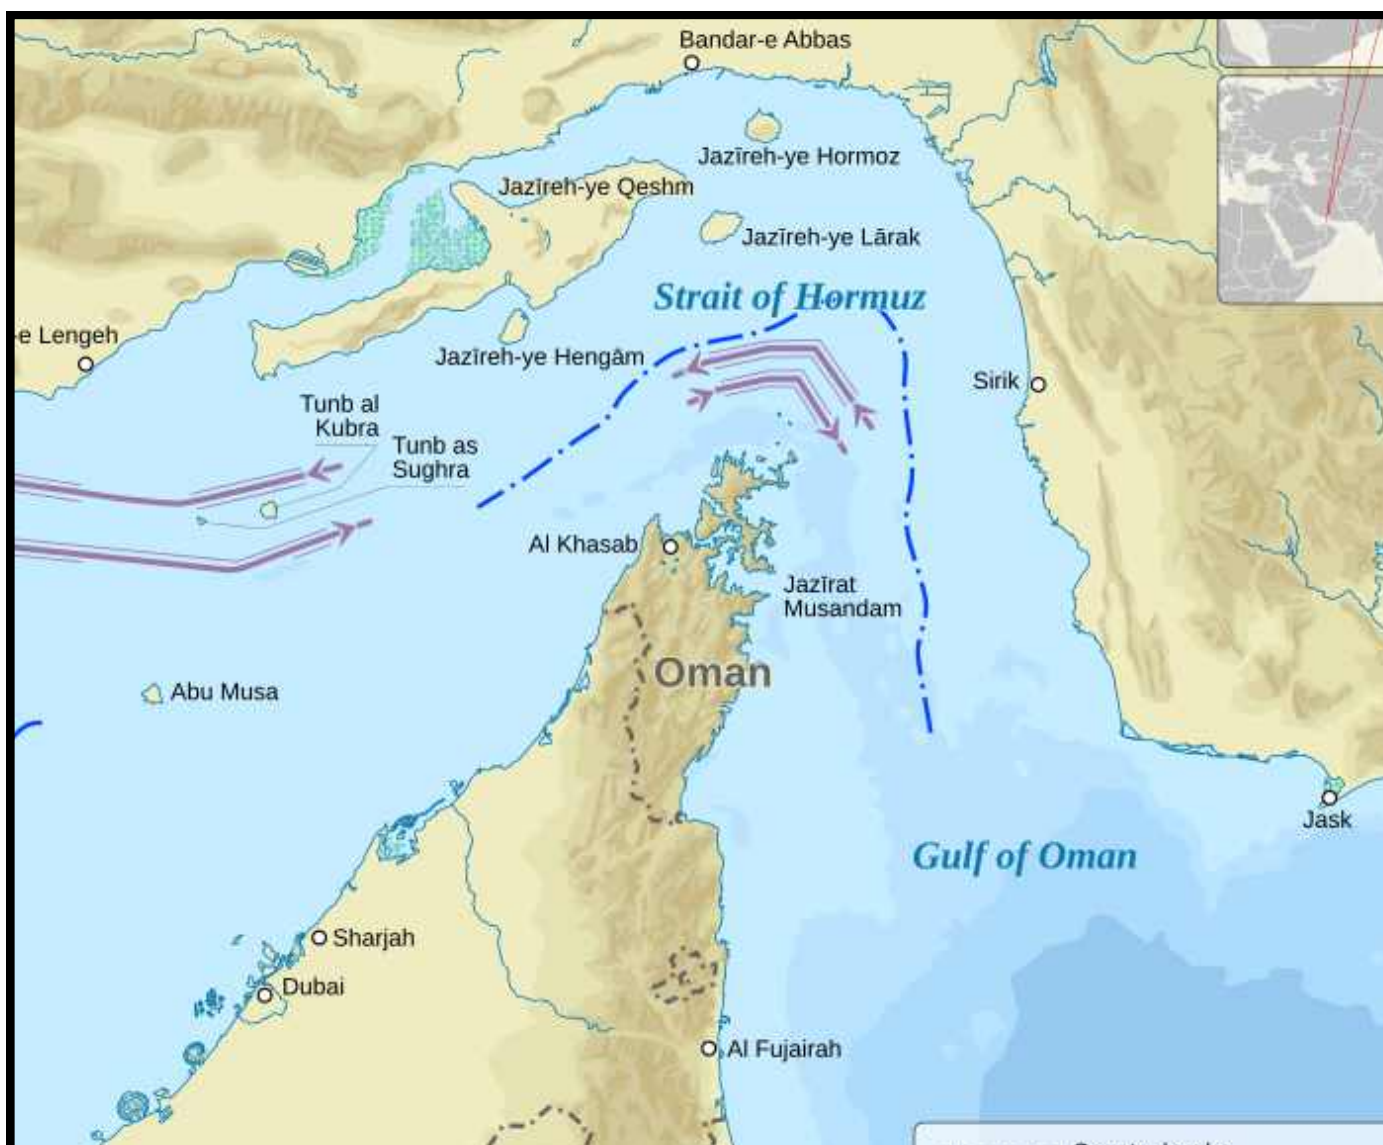 Bandar-e Abbas
Jazīreh-ye Hormoz
Jazīreh-ye Qeshm
Jazīreh-ye Lārak
Strait of Hormuz
-e Lengeh
Jazīreh-ye Hengâm
Sirik
Tunb al
Kubra
Tunb as
Sughra
Al Khasab
Jazīrat
Musandam
Oman
Abu Musa
Jask
Gulf of Oman
Sharjah
Dubai
Al Fujairah